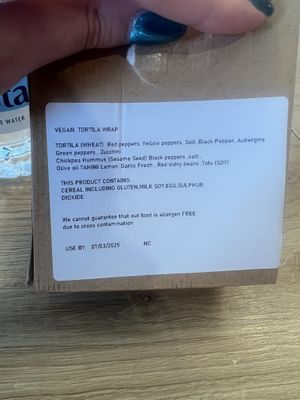 ta
E WATER
VEGAN TORTILA WRAP
TORTILA (WHEAT) Red peppers, Yellow peppers, Salt, Black Pepper, Aubergine
Green peppers , Zucchini
Chickpea Hummus (Sesame Seed) Black peppers ,salt ,
Olive oil TAHINI Lemon ,Garlic Fresh , Red kidny beans ,Tofu (SOY)
THIS PRODUCT CONTAINS:
CEREAL INCLUDING GLUTEN,MILK SOY,EGG,SULPHUR
DIOXIDE.
We cannot guarantee that our food is allergen FREE
due to cross contamination
USE BY: 07/03/2025 NC